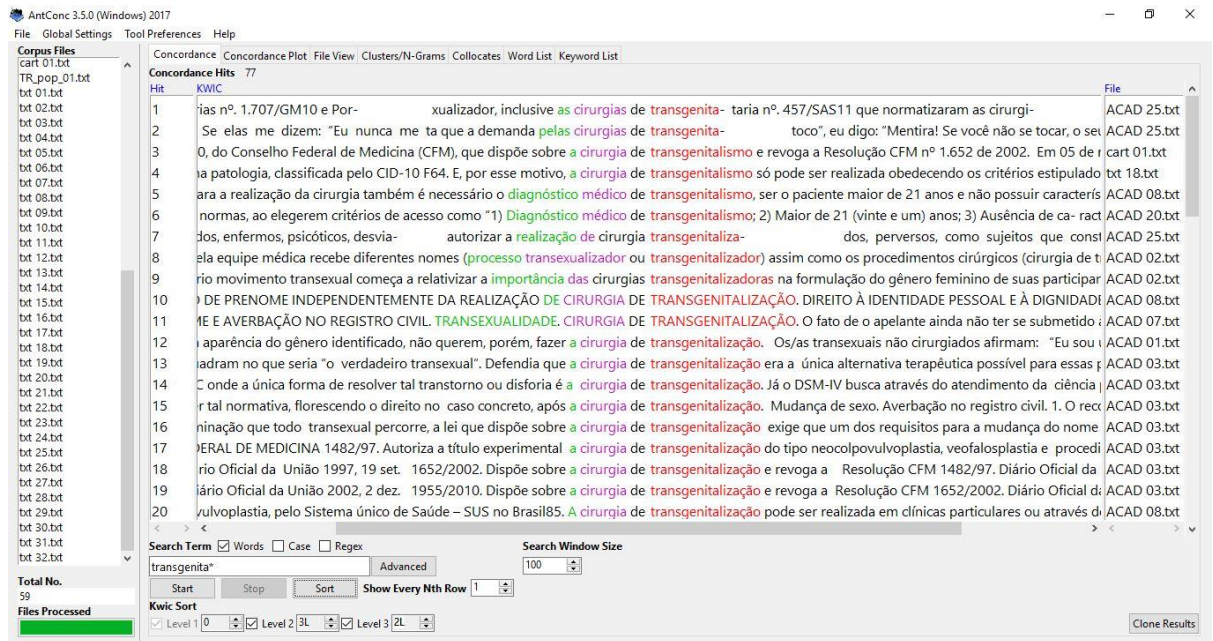 AntConc 3.5.0 (Windows) 2017
File Global Settings Tool Preferences Help
Corpus Files
cart 01.txt
TR_pop_01.txt
txt 01.txt
txt 02.txt
txt 03.txt
txt 04.txt
txt 05.txt
txt 06.txt
txt 07.txt
txt 08.txt
txt 09.txt
txt 10.txt
txt 11.txt
txt 12.txt
txt 13.txt
txt 14.txt
txt 15.txt
txt 16.txt
txt 17.txt
txt 18.txt
txt 19.txt
txt 20.txt
txt 21.txt
txt 22.txt
txt 23.txt
txt 24.txt
txt 25.txt
txt 26.txt
txt 27.txt
txt 28.txt
txt 29.txt
txt 30.txt
txt 31.txt
txt 32.txt
Total No.
59
Files Processed
Concordance Concordance Plot File View Clusters/N-Grams Collocates Word List Keyword List
Concordance Hits 77
Hit KWIC File
1 ias nº. 1.707/GM10 e Por- xualizador, inclusive as cirurgias de transgenita- taria nº. 457/SAS11 que normatizaram as cirurgi- ACAD 25.txt
2 Se elas me dizem: “Eu nunca me ta que a demanda pelas cirurgias de transgenita- toco”, eu digo: “Mentira! Se você não se tocar, o seu ACAD 25.txt
3 0, do Conselho Federal de Medicina (CFM), que dispõe sobre a cirurgia de transgenitalismo e revoga a Resolução CFM nº 1.652 de 2002. Em 05 de cart 01.txt
4 a patologia, classificada pelo CID-10 F64. E, por esse motivo, a cirurgia de transgenitalismo só pode ser realizada obedecendo os critérios estipulado txt 18.txt
5 ara a realização da cirurgia também é necessário o diagnóstico médico de transgenitalismo, ser o paciente maior de 21 anos e não possuir caracterís ACAD 08.txt
6 normas, ao elegerem critérios de acesso como “1) Diagnóstico médico de transgenitalismo; 2) Maior de 21 (vinte e um) anos; 3) Ausência de ca- ract ACAD 20.txt
7 dos, enfermos, psicóticos, desvia- autorizar a realização de cirurgia transgenitaliza- dos, perversos, como sujeitos que const ACAD 25.txt
8 ela equipe médica recebe diferentes nomes (processo transexualizador ou transgenitalizador) assim como os procedimentos cirúrgicos (cirurgia de t ACAD 02.txt
9 rio movimento transexual começa a relativizar a importância das cirurgias transgenitalizadoras na formulação do gênero feminino de suas participar ACAD 02.txt
10 DE PRENOME INDEPENDENTEMENTE DA REALIZAÇÃO DE CIRURGIA DE TRANSGENITALIZAÇÃO. DIREITO À IDENTIDADE PESSOAL E À DIGNIDADE ACAD 08.txt
11 E E AVERBAÇÃO NO REGISTRO CIVIL. TRANSEXUALIDADE. CIRURGIA DE TRANSGENITALIZAÇÃO. O fato de o apelante ainda não ter se submetido ACAD 07.txt
12 aparência do gênero identificado, não querem, porém, fazer a cirurgia de transgenitalização. Os/as transexuais não cirurgiados afirmam: “Eu sou ACAD 01.txt
13 adram no que seria “o verdadeiro transexual”. Defendia que a cirurgia de transgenitalização era a única alternativa terapêutica possível para essas ACAD 03.txt
14 C onde a única forma de resolver tal transtorno ou disforia é a cirurgia de transgenitalização. Já o DSM-IV busca através do atendimento da ciência ACAD 03.txt
15 r tal normativa, florescendo o direito no caso concreto, após a cirurgia de transgenitalização. Mudança de sexo. Averbação no registro civil. 1. O reco ACAD 03.txt
16 minação que todo transexual percorre, a lei que dispõe sobre a cirurgia de transgenitalização exige que um dos requisitos para a mudança do nome ACAD 03.txt
17 ERAL DE MEDICINA 1482/97. Autoriza a título experimental a cirurgia de transgenitalização do tipo neocolpovulvoplastia, veofalosplastia e procedi ACAD 03.txt
18 rio Oficial da União 1997, 19 set. 1652/2002. Dispõe sobre a cirurgia de transgenitalização e revoga a Resolução CFM 1482/97. Diário Oficial da ACAD 03.txt
19 iário Oficial da União 2002, 2 dez. 1955/2010. Dispõe sobre a cirurgia de transgenitalização e revoga a Resolução CFM 1652/2002. Diário Oficial d ACAD 03.txt
20 vulvoplastia, pelo Sistema único de Saúde – SUS no Brasil85. A cirurgia de transgenitalização pode ser realizada em clínicas particulares ou através d ACAD 08.txt
Search Term Words Case Regex Search Window Size
transgenita* Advanced 100
Start Stop Sort Show Every Nth Row 1
Kwic Sort
Level 1 0 Level 2 3L Level 3 2L Clone Results